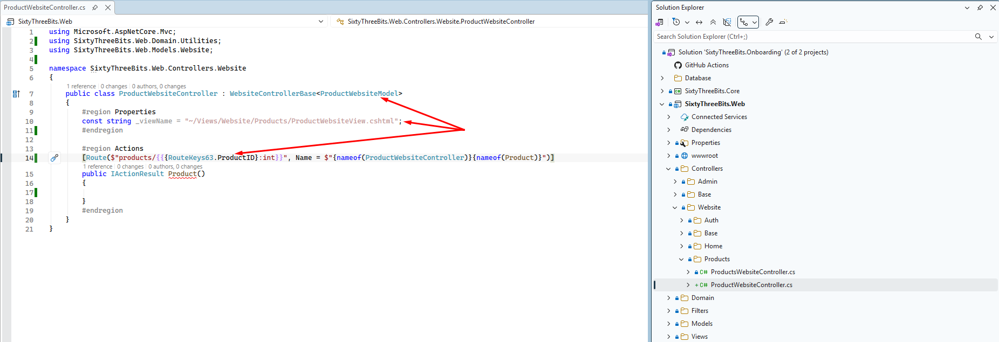 ProductWebsiteController.cs
SixtyThreeBits.Web
SixtyThreeBits.Web.Controllers.Website.ProductWebsiteController
1 using Microsoft.AspNetCore.Mvc;
2 using SixtyThreeBits.Web.Domain.Utilities;
3 using SixtyThreeBits.Web.Models.Website;
4
5 namespace SixtyThreeBits.Web.Controllers.Website
6 {
1 reference | 0 changes | 0 authors, 0 changes
7 public class ProductWebsiteController : WebsiteControllerBase<ProductWebsiteModel>
8 {
9 #region Properties
10 const string _viewName = "~/Views/Website/Products/ProductWebsiteView.cshtml";
11 #endregion
12
13 #region Actions
14 [Route($"products/{{{RouteKeys63.ProductID}:int}}", Name = $"{nameof(ProductWebsiteController)}{nameof(Product)}")]
1 reference | 0 changes | 0 authors, 0 changes
15 public IActionResult Product()
16 {
17
18 }
19 #endregion
20 }
21 }
Solution Explorer
Search Solution Explorer (Ctrl+;)
Solution 'SixtyThreeBits.Onboarding' (2 of 2 projects)
GitHub Actions
Database
SixtyThreeBits.Core
SixtyThreeBits.Web
Connected Services
Dependencies
Properties
wwwroot
Controllers
Admin
Base
Website
Auth
Base
Home
Products
C# ProductsWebsiteController.cs
+ C# ProductWebsiteController.cs
Domain
Filters
Models
Views